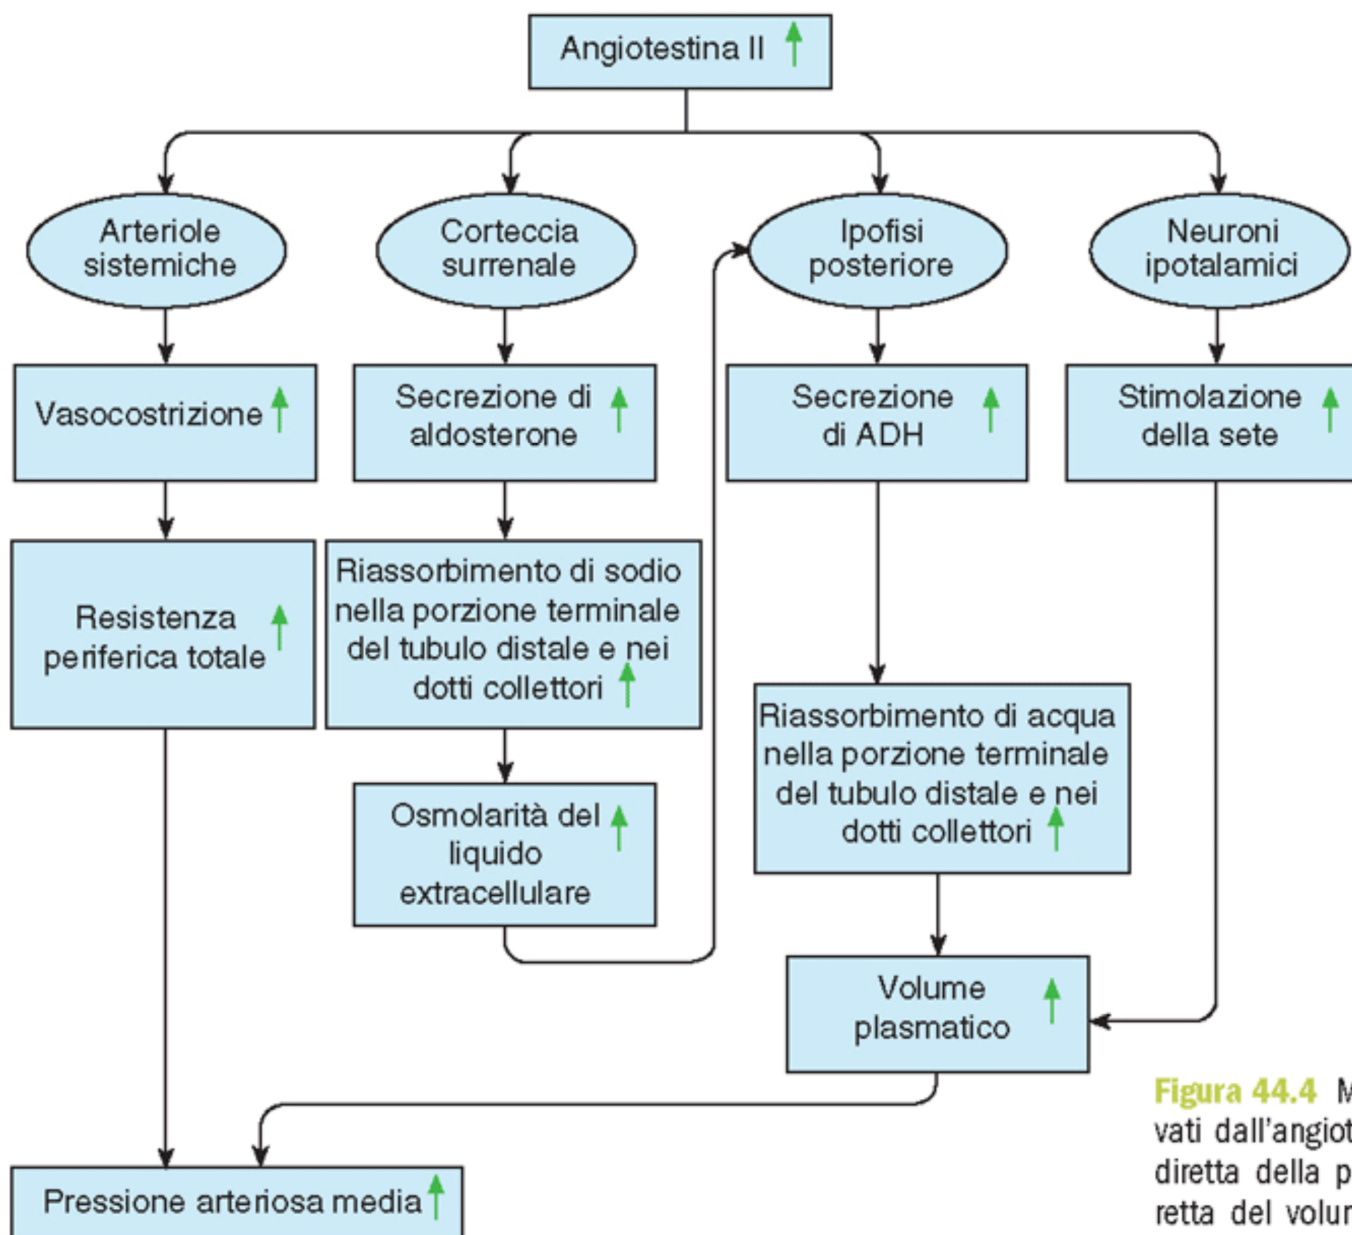 Angiotestina II
Arteriole
sistemiche
Corteccia
surrenale
Ipofisi
posteriore
Neuroni
ipotalamici
Vasocostrizione
Secrezione di
aldosterone
Secrezione
di ADH
Stimolazione
della sete
Resistenza
periferica totale
Riassorbimento di sodio
nella porzione terminale
del tubulo distale e nei
dotti collettori
Riassorbimento di acqua
nella porzione terminale
del tubulo distale e nei
dotti collettori
Osmolarità del
liquido
extracellulare
Volume
plasmatico
Pressione arteriosa media
Figura 44.4 M
vati dall'angiot
diretta della p
retta del volur